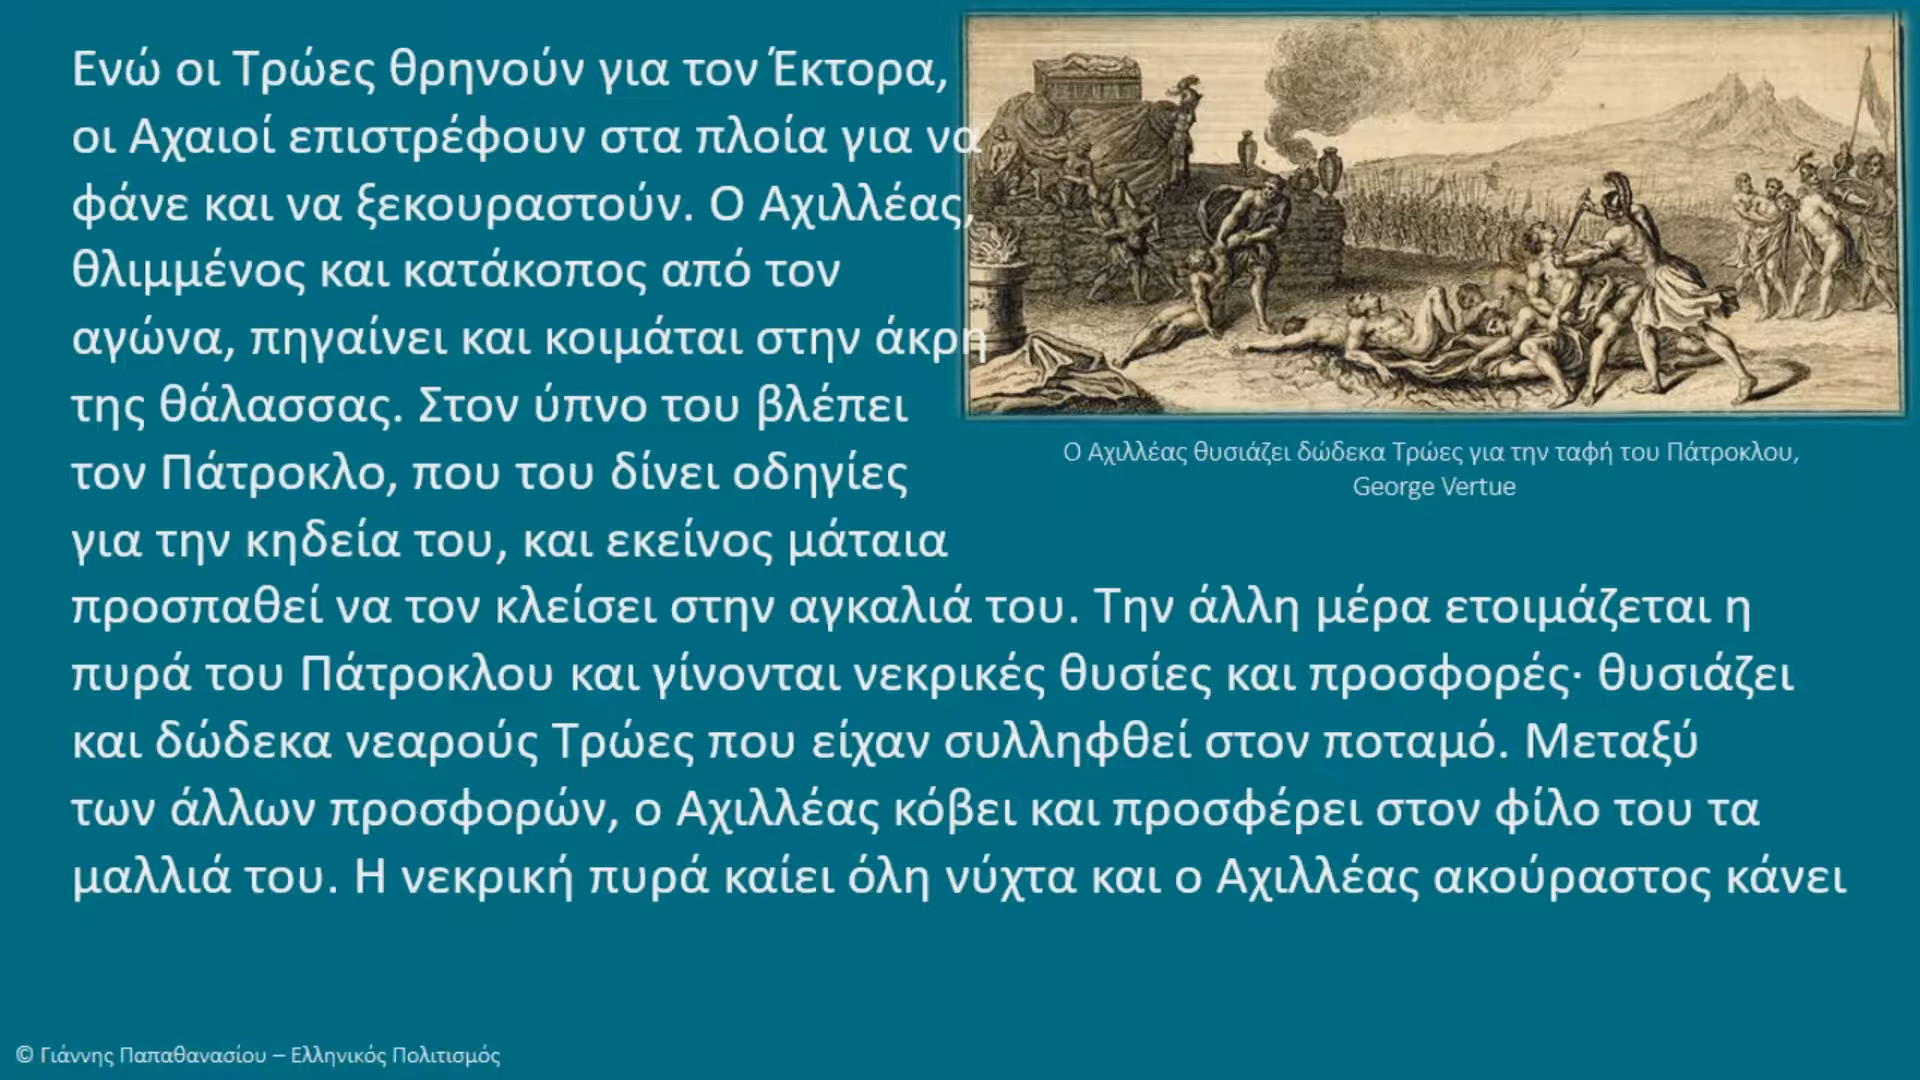 Ενώ οι Τρώες θρηνούν για τον Έκτορα,
οι Αχαιοί επιστρέφουν στα πλοία για να
φάνε και να ξεκουραστούν. Ο Αχιλλέας,
θλιμμένος και κατάκοπος από τον
αγώνα, πηγαίνει και κοιμάται στην άκρη
της θάλασσας. Στον ύπνο του βλέπει
τον Πάτροκλο, που του δίνει οδηγίες
για την κηδεία του, και εκείνος μάταια
προσπαθεί να τον κλείσει στην αγκαλιά του. Την άλλη μέρα ετοιμάζεται η
πυρά του Πάτροκλου και γίνονται νεκρικές θυσίες και προσφορές· θυσιάζει
και δώδεκα νεαρούς Τρώες που είχαν συλληφθεί στον ποταμό. Μεταξύ
των άλλων προσφορών, ο Αχιλλέας κόβει και προσφέρει στον φίλο του τα
μαλλιά του. Η νεκρική πυρά καίει όλη νύχτα και ο Αχιλλέας ακούραστος κάνει
Ο Αχιλλέας θυσιάζει δώδεκα Τρώες για την ταφή του Πάτροκλου,
George Vertue
© Γιάννης Παπαθανασίου – Ελληνικός Πολιτισμός